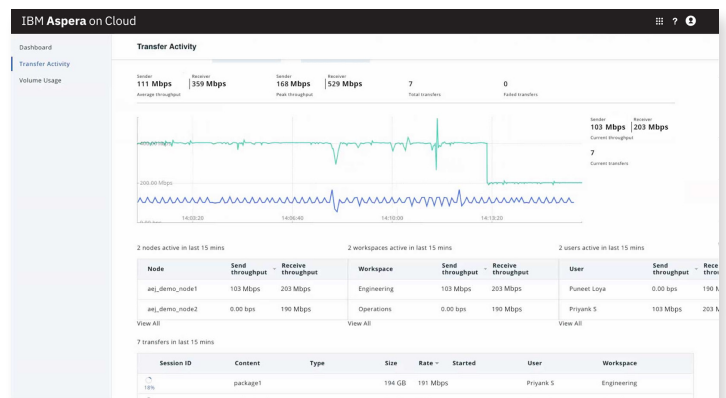 IBM Aspera on Cloud
?
Dashboard
Transfer Activity
Volume Usage
Transfer Activity
Sender Receiver Sender Receiver
111 Mbps 359 Mbps 168 Mbps 529 Mbps 7 0
Average throughput Peak throughput Total transfers Failed transfers
Sender Receiver
103 Mbps 203 Mbps
Current throughput
7
Current transfers
400.00 Mbps
200.00 Mbps
0.00 bps
14:03:20 14:06:40 14:10:00 14:13:20
2 nodes active in last 15 mins
Node Send throughput Receive throughput
aej_demo_node1 103 Mbps 203 Mbps
aej_demo_node2 0.00 bps 190 Mbps
View All
2 workspaces active in last 15 mins
Workspace Send throughput Receive throughput
Engineering 103 Mbps 203 Mbps
Operations 0.00 bps 190 Mbps
View All
2 users active in last 15 mins
User Send throughput Rece throu
Puneet Loya 0.00 bps 190 M
Priyank S 103 Mbps 203 M
View All
7 transfers in last 15 mins
Session ID Content Type Size Rate Started User Workspace
18% package1 194 GB 191 Mbps Priyank S Engineering